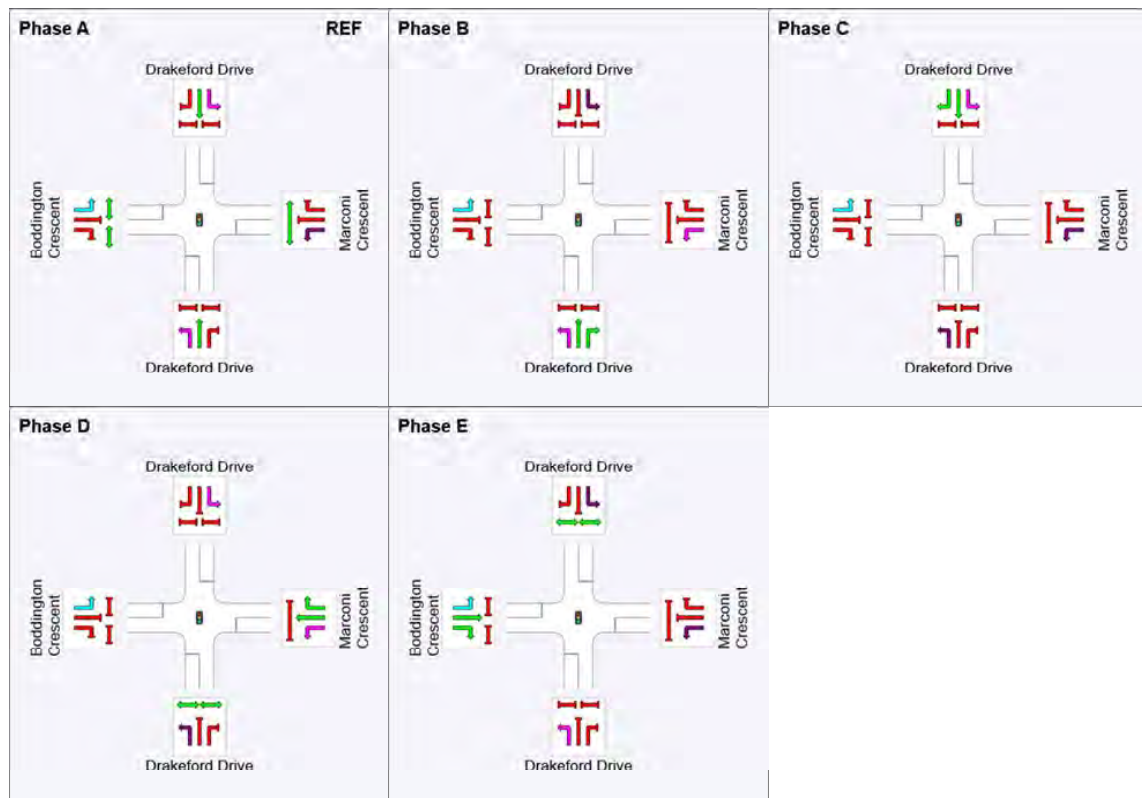 Phase A
REF
Drakeford Drive
Boddington
Crescent
Marconi
Crescent
Drakeford Drive
Phase B
Drakeford Drive
Boddington
Crescent
Marconi
Crescent
Drakeford Drive
Phase C
Drakeford Drive
Boddington
Crescent
Marconi
Crescent
Drakeford Drive
Phase D
Drakeford Drive
Boddington
Crescent
Marconi
Crescent
Drakeford Drive
Phase E
Drakeford Drive
Boddington
Crescent
Marconi
Crescent
Drakeford Drive